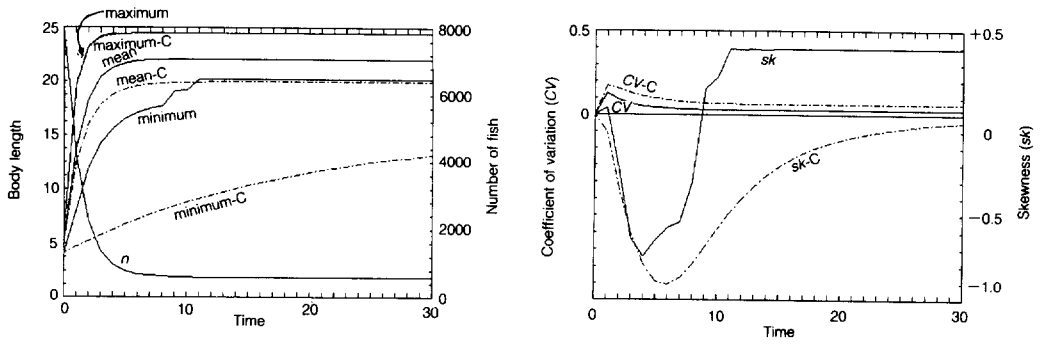 maximum
maximum-C
mean
mean-C
minimum
minimum-C
n
25
20
15
10
5
0
Body length
8000
6000
4000
2000
0
Number of fish
0
10
20
30
Time
0.5
0
Coefficient of variation (CV)
CV-C
CV
sk
sk-C
+0.5
0
−0.5
−1.0
Skewness (sk)
0
10
20
30
Time